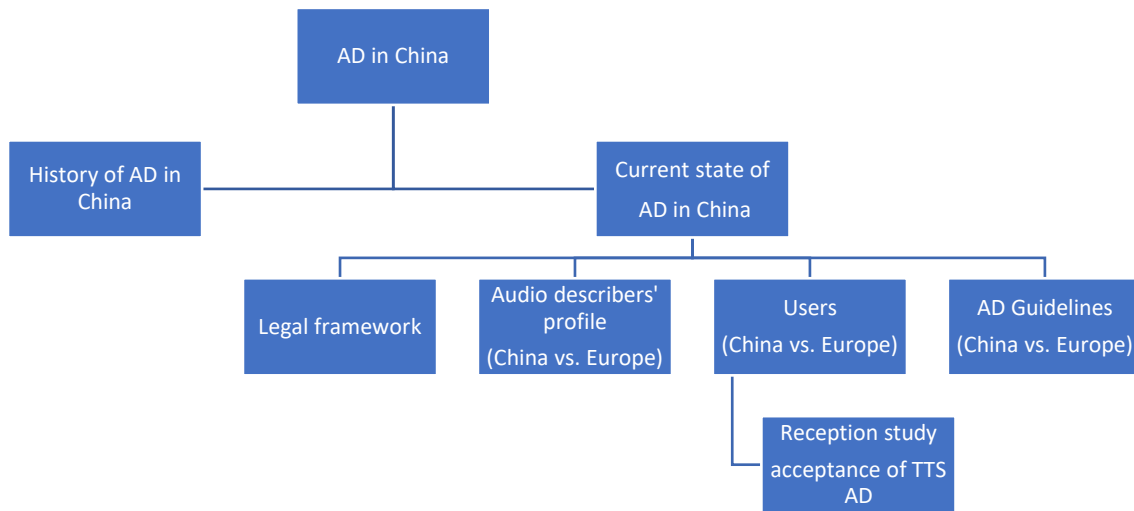 AD in China
History of AD in
China
Current state of
AD in China
Legal framework
Audio describers'
profile
(China vs. Europe)
Users
(China vs. Europe)
AD Guidelines
(China vs. Europe)
Reception study
acceptance of TTS
AD